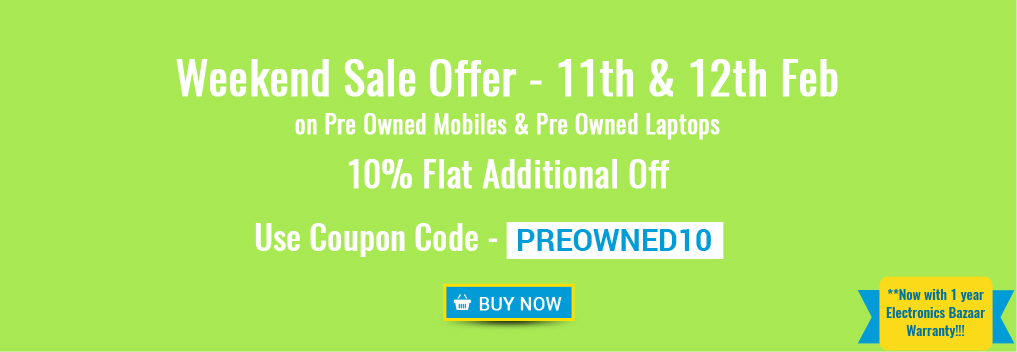 Weekend Sale Offer - 11th & 12th Feb
on Pre Owned Mobiles & Pre Owned Laptops
10% Flat Additional Off
Use Coupon Code - PREOWNED10
BUY NOW
**Now with 1 year
Electronics Bazaar
Warranty!!!